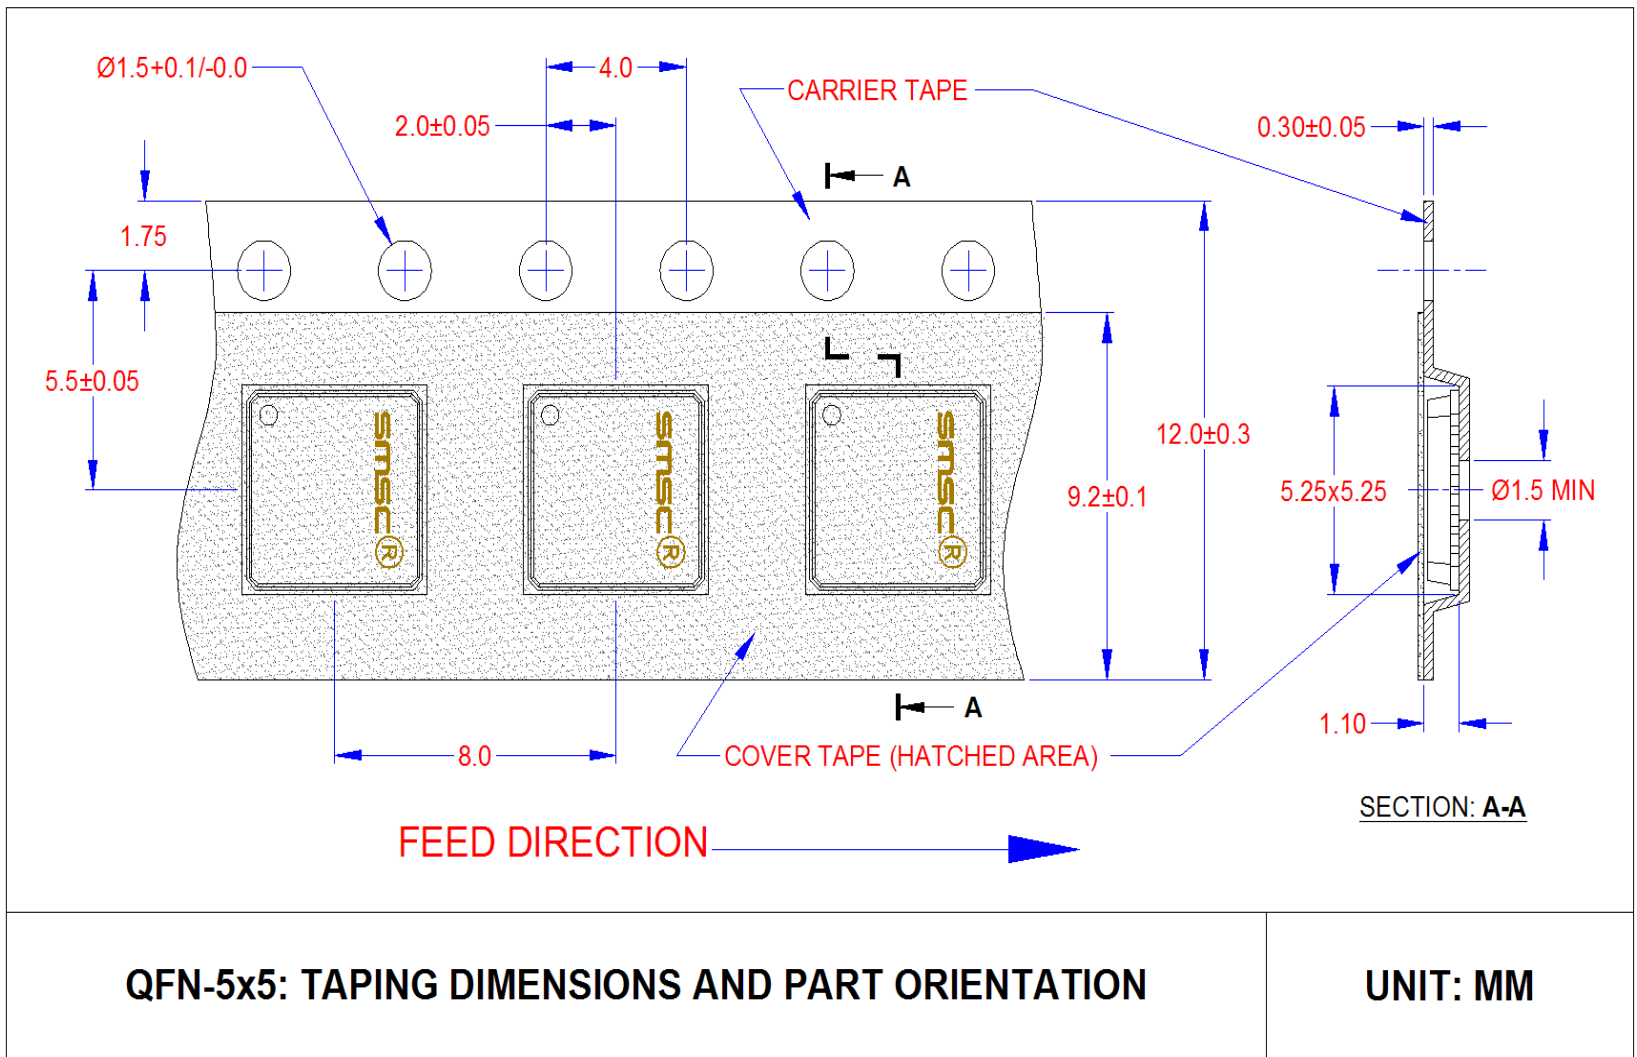 Ø1.5+0.1/-0.0
4.0
CARRIER TAPE
2.0±0.05
0.30±0.05
A
1.75
5.5±0.05
smsc®
smsc®
smsc®
12.0±0.3
9.2±0.1
5.25x5.25
Ø1.5 MIN
A
1.10
8.0
COVER TAPE (HATCHED AREA)
SECTION: A-A
FEED DIRECTION
QFN-5x5: TAPING DIMENSIONS AND PART ORIENTATION
UNIT: MM